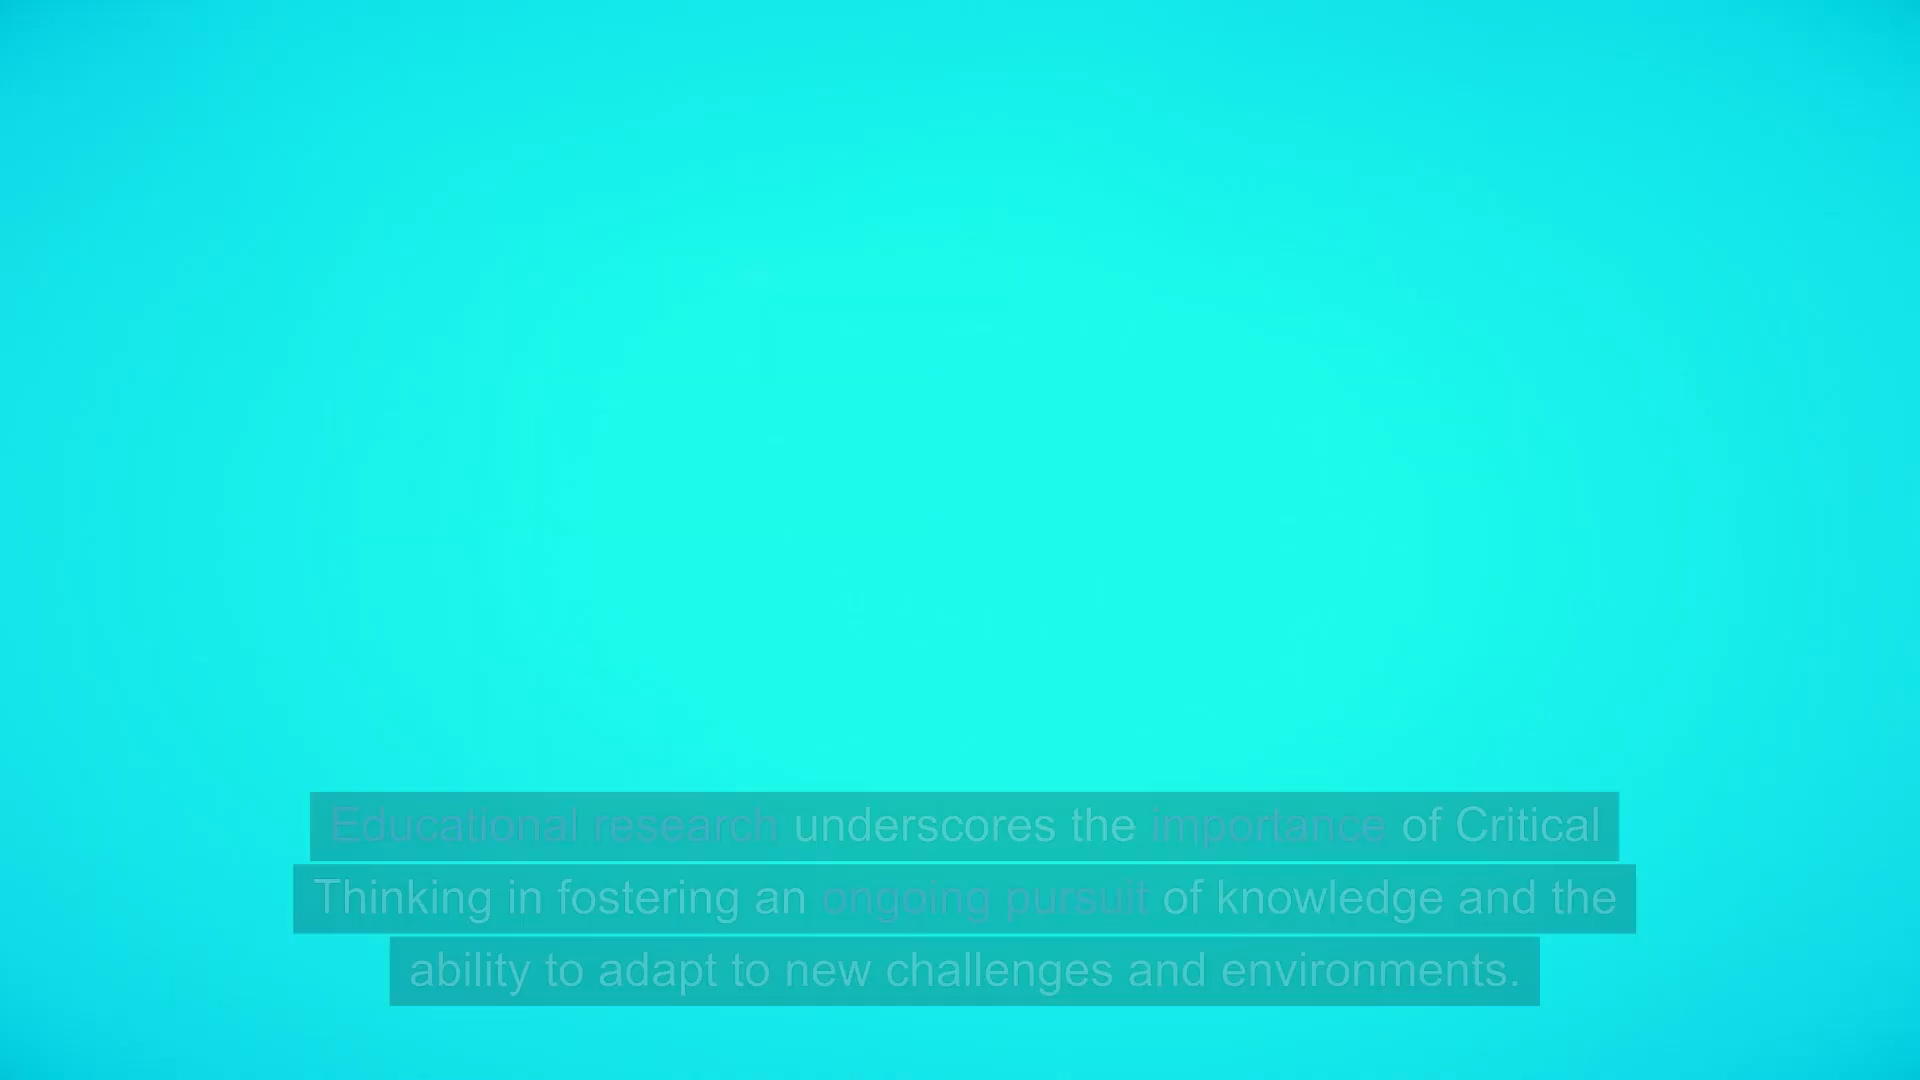 Educational research underscores the importance of Critical
Thinking in fostering an ongoing pursuit of knowledge and the
ability to adapt to new challenges and environments.